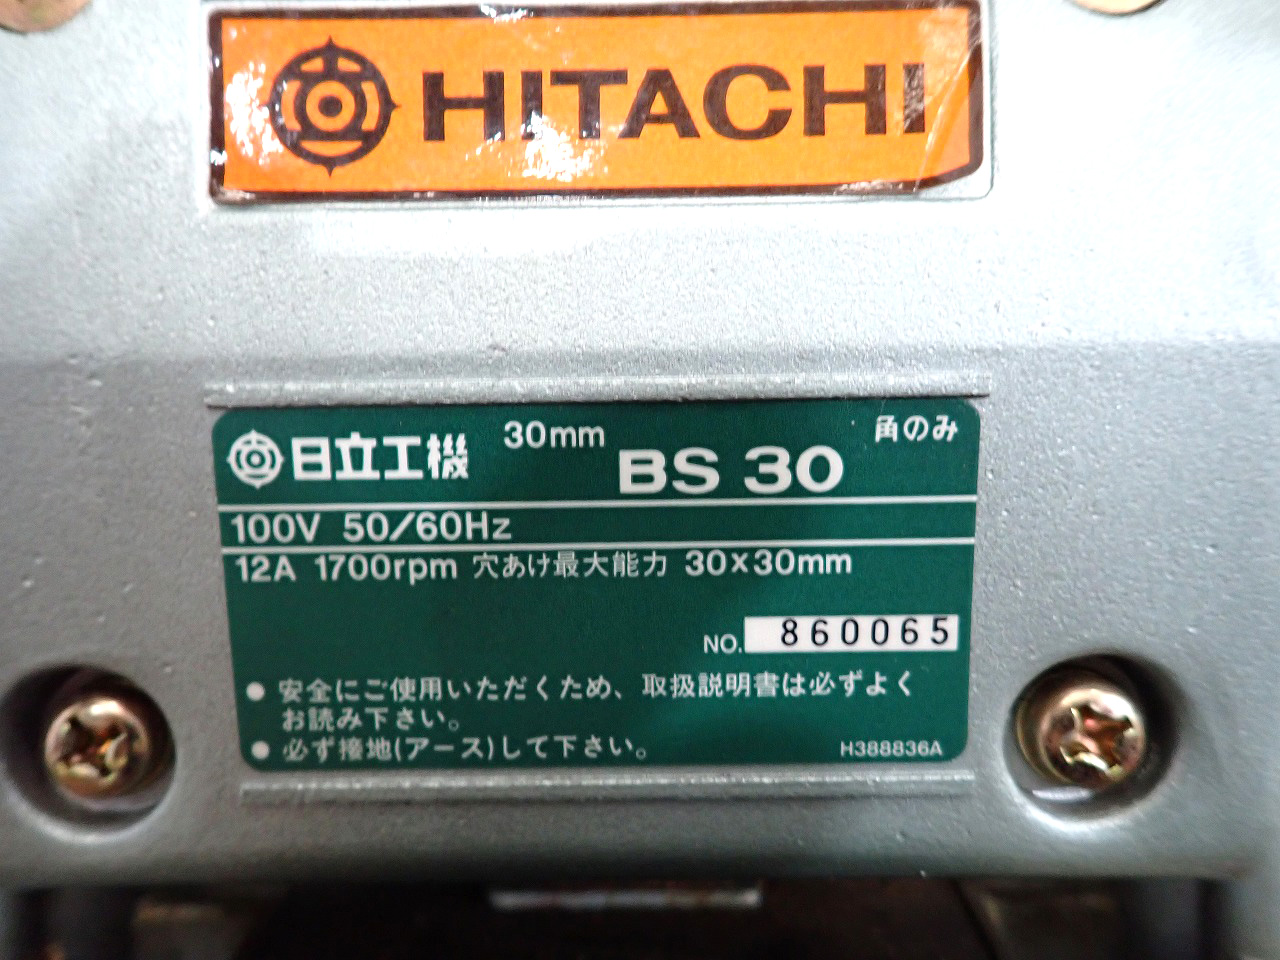 HITACHI
日立工機 30mm BS 30 角のみ
100V 50/60Hz
12A 1700rpm 穴あけ最大能力 30×30mm
NO. 860065
● 安全にご使用いただくため、取扱説明書は必ずよく
お読み下さい。
● 必ず接地(アース)して下さい。
H388836A